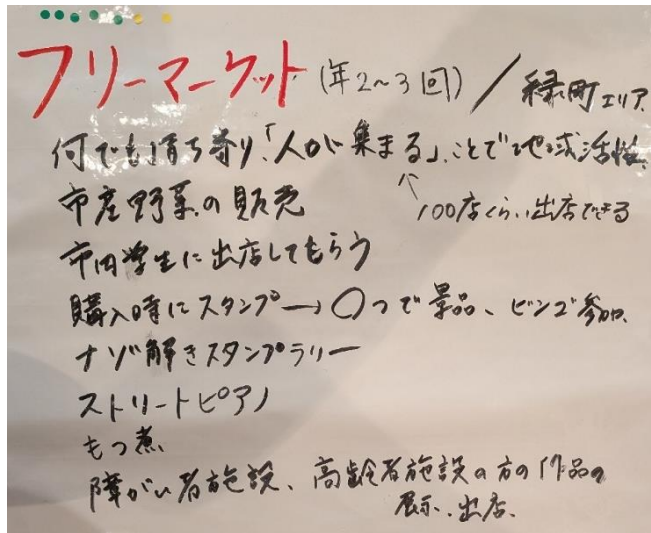 フリーマーケット (年2~3回) / 緑町エリア
何でも持ち寄り、「人が集まる」ことで地域活性、
↑100店くらい出店できる
市産野菜の販売
市内学生に出店してもらう
購入時にスタンプ→〇つで景品、ビンゴ参加、
ナゾ解きスタンプラリー
ストリートピアノ
もつ煮
障がい者施設、高齢者施設の方の作品の
展示、出店、